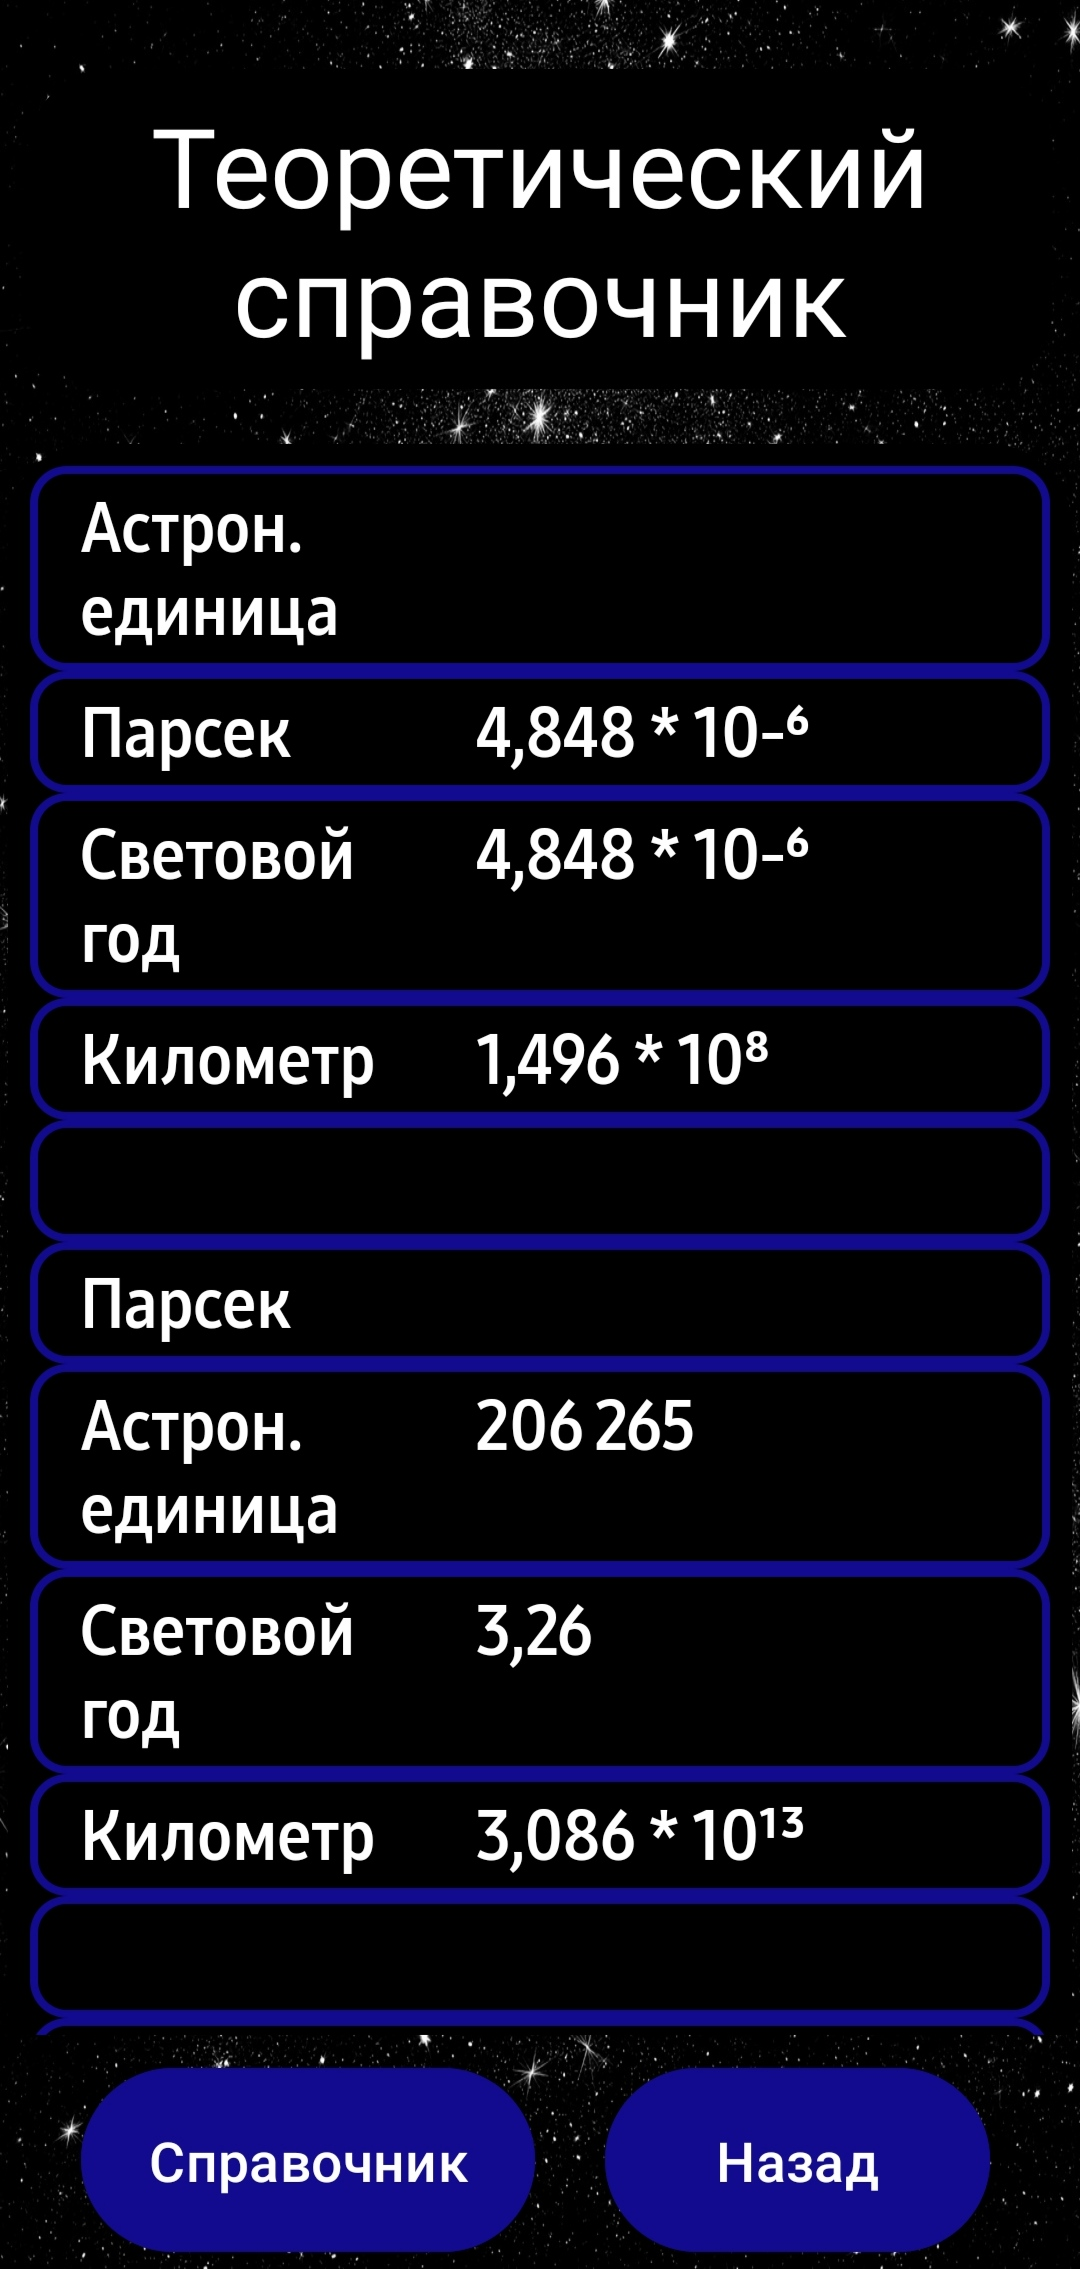 Теоретический
справочник
Астрон.
единица
Парсек 4,848 * 10-⁶
Световой 4,848 * 10-⁶
год
Километр 1,496 * 10⁸
Парсек
Астрон. 206 265
единица
Световой 3,26
год
Километр 3,086 * 10¹³
Справочник Назад